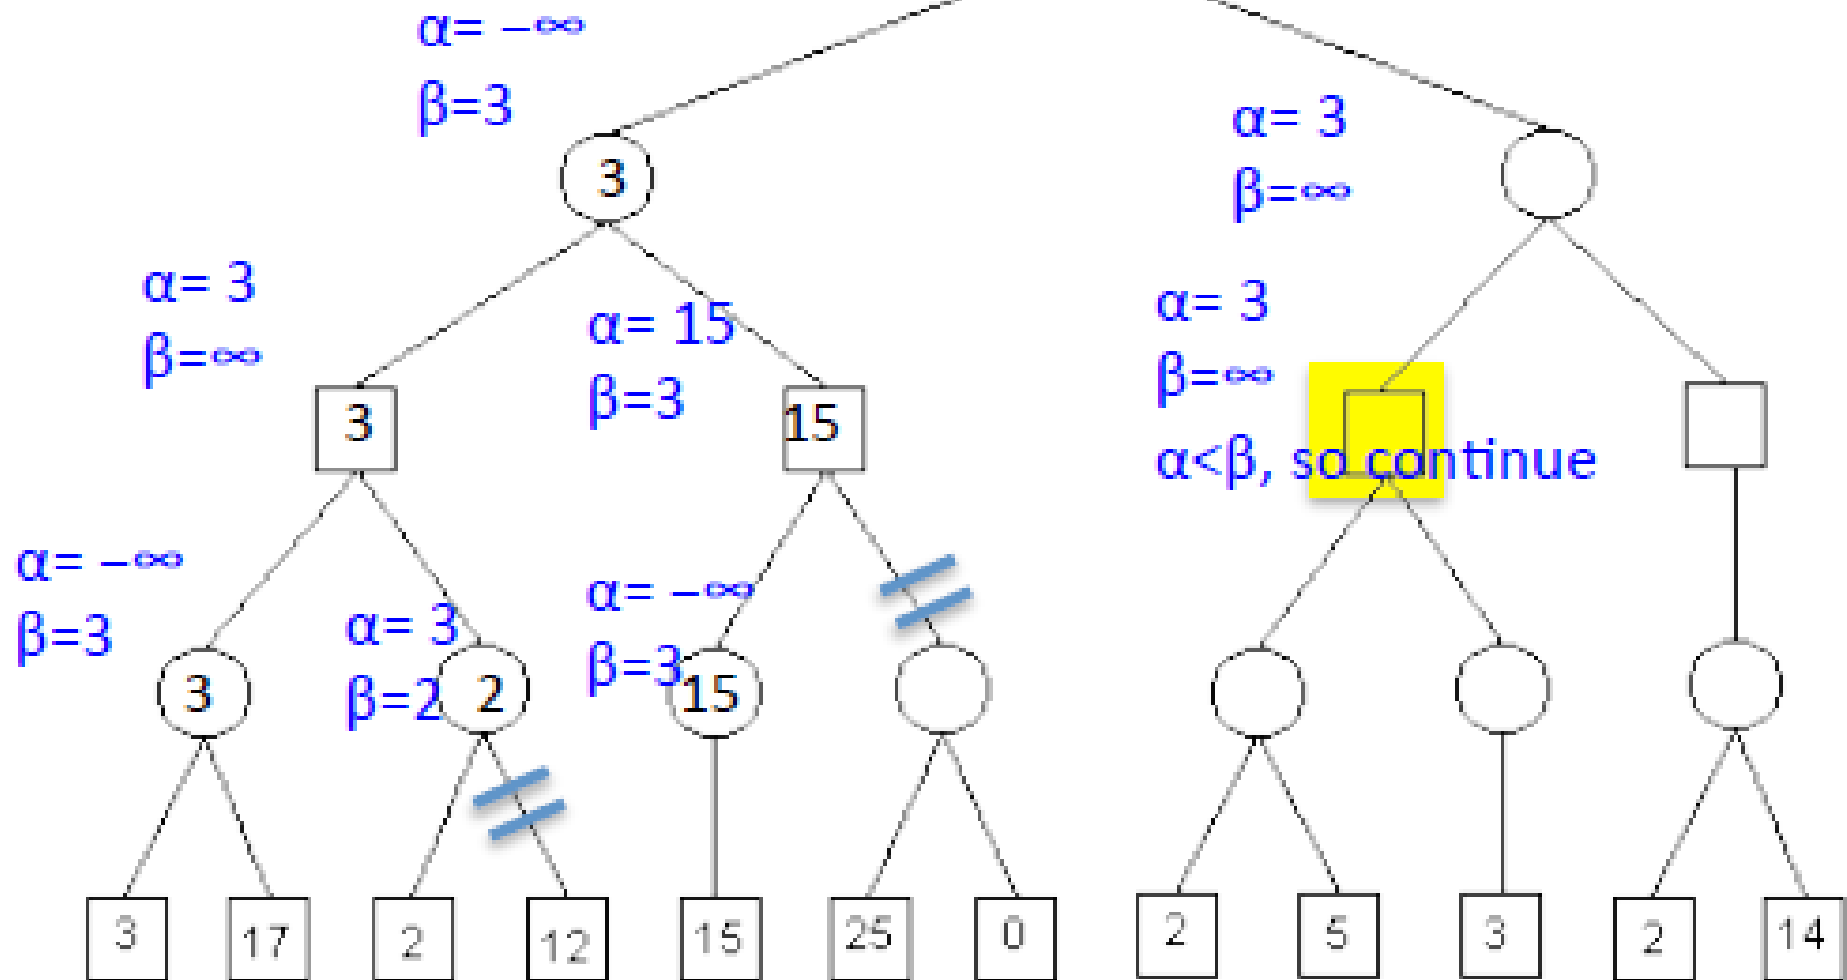 α= −∞
β=3
α= 3
β=∞
3
α= 3
β=∞
α= 15
β=3
α= 3
β=∞
3
15
α<β, so continue
α= −∞
β=3
α= 3
β=2
α= −∞
β=3
3
2
15
3
17
2
12
15
25
0
2
5
3
2
14